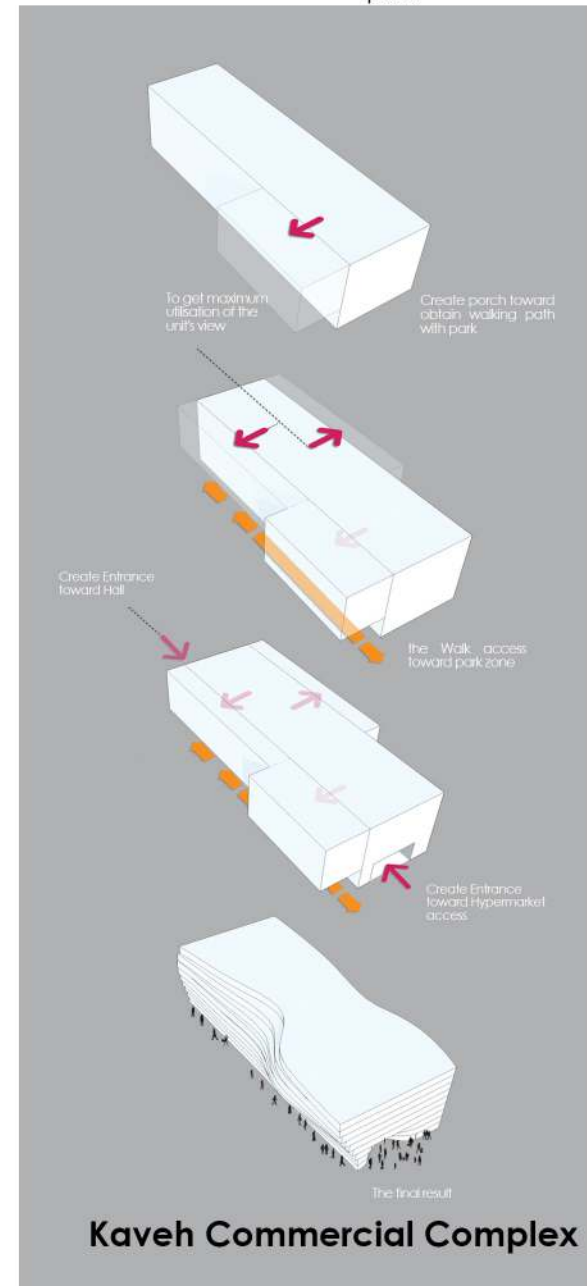 To get maximum
utilisation of the
unit's view
Create porch toward
obtain walking path
with park
Create Entrance
toward Hall
the Walk access
toward park zone
Create Entrance
toward Hypermarket
access
The final result
Kaveh Commercial Complex